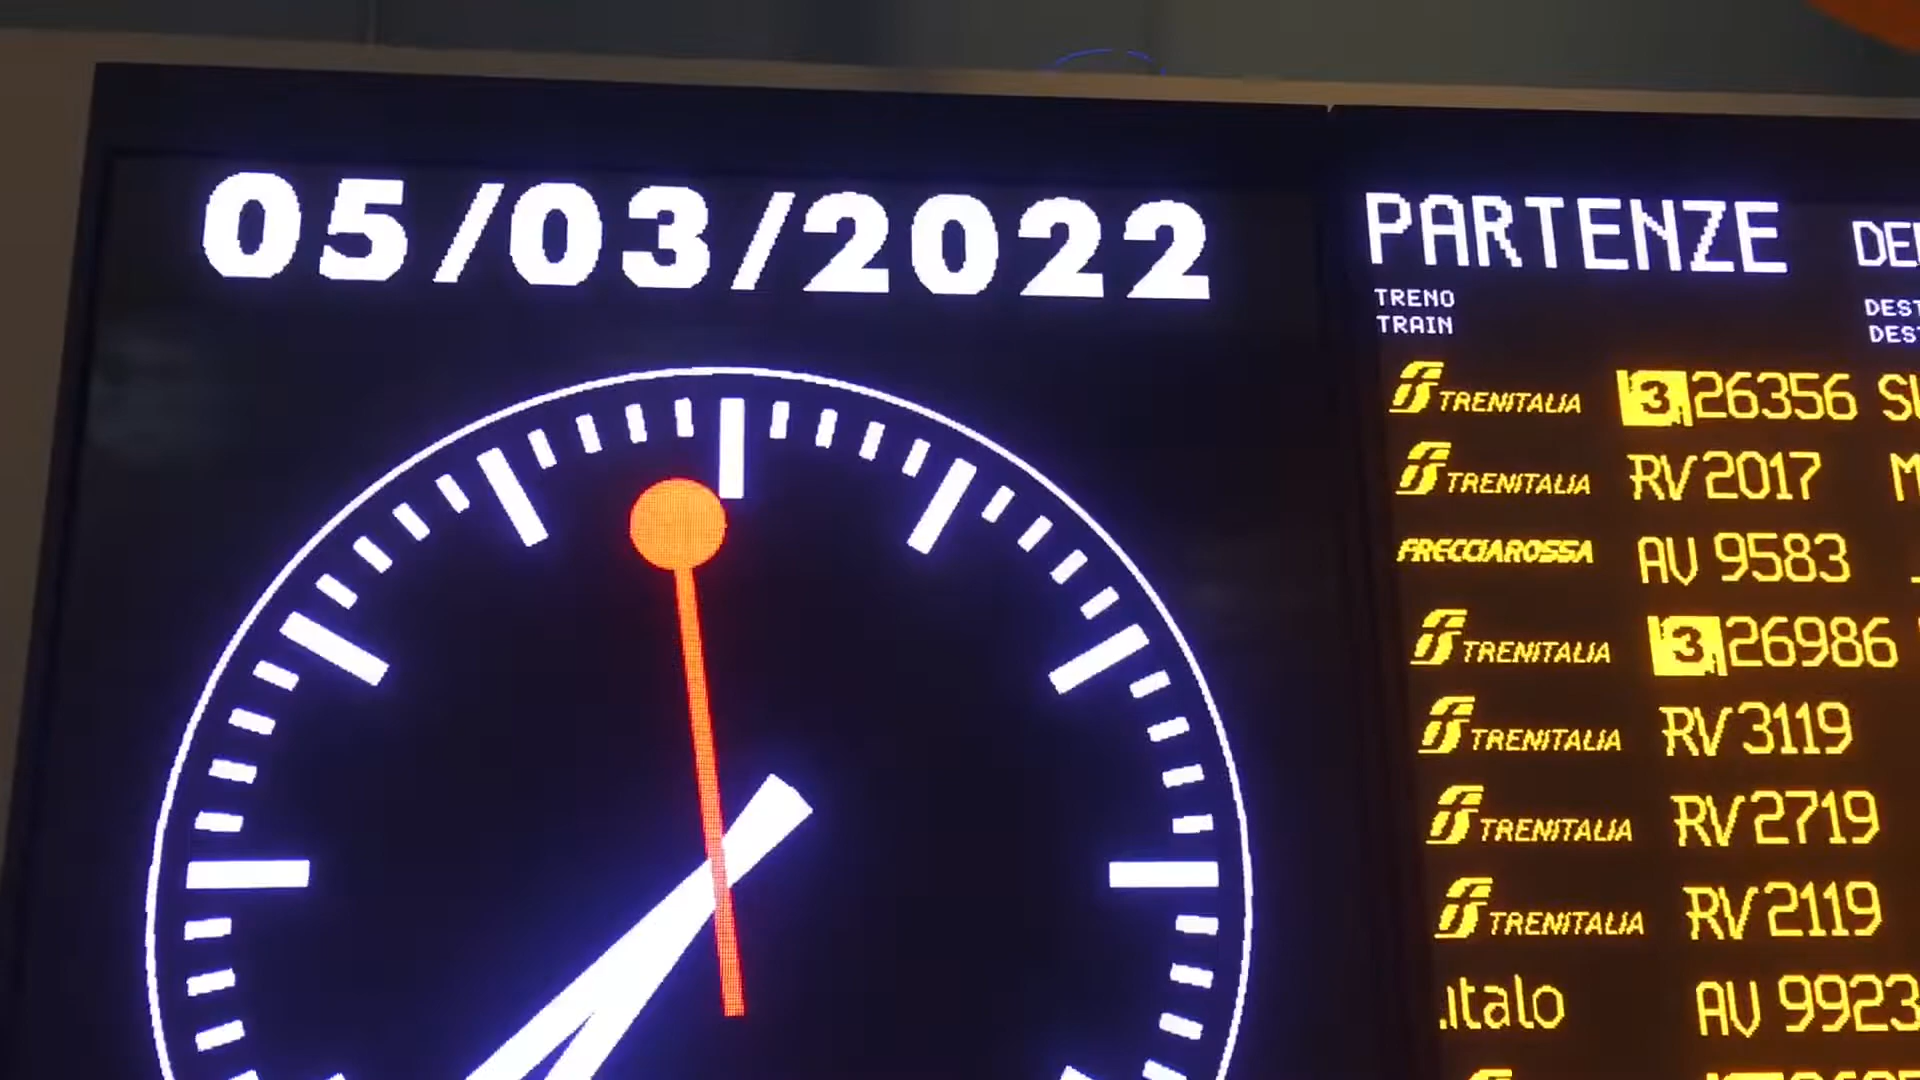 05/03/2022
PARTENZE
TRENO
TRAIN
TRENITALIA 3 26356
TRENITALIA RV 2017
FRECCIAROSSA AV 9583
TRENITALIA 3 26986
TRENITALIA RV 3119
TRENITALIA RV 2719
TRENITALIA RV 2119
.italo AV 9923